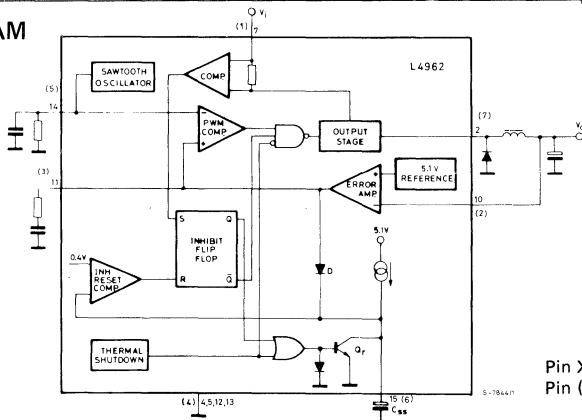 AM
Vi
(1) 7
L4962
SAWTOOTH
OSCILLATOR
COMP
(5)
14
PWM
COMP
OUTPUT
STAGE
(7)
2
5.1V
REFERENCE
ERROR
AMP
10
(2)
(3)
11
S Q
INHIBIT
FLIP
FLOP
R Q̅
0.4V
INH
RESET
COMP
D
5.1V
THERMAL
SHUTDOWN
Qr
(4) 4,5,12,13
15 (6)
Css
S-7844/1
Pin
Pin (